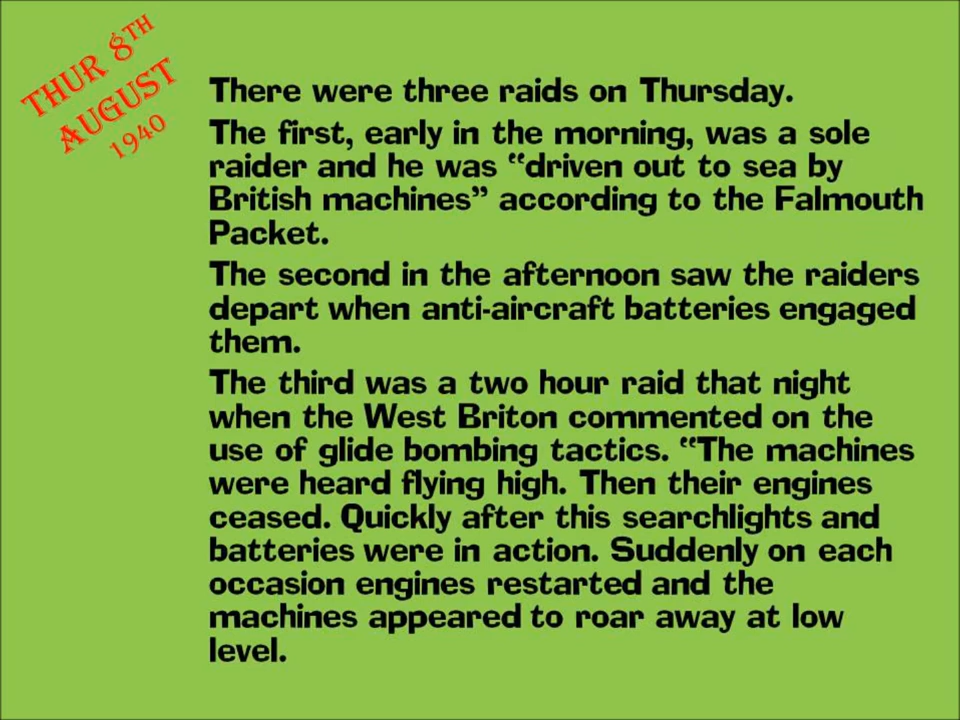 THUR 8TH
AUGUST
1940
There were three raids on Thursday.
The first, early in the morning, was a sole
raider and he was “driven out to sea by
British machines” according to the Falmouth
Packet.
The second in the afternoon saw the raiders
depart when anti-aircraft batteries engaged
them.
The third was a two hour raid that night
when the West Briton commented on the
use of glide bombing tactics. “The machines
were heard flying high. Then their engines
ceased. Quickly after this searchlights and
batteries were in action. Suddenly on each
occasion engines restarted and the
machines appeared to roar away at low
level.